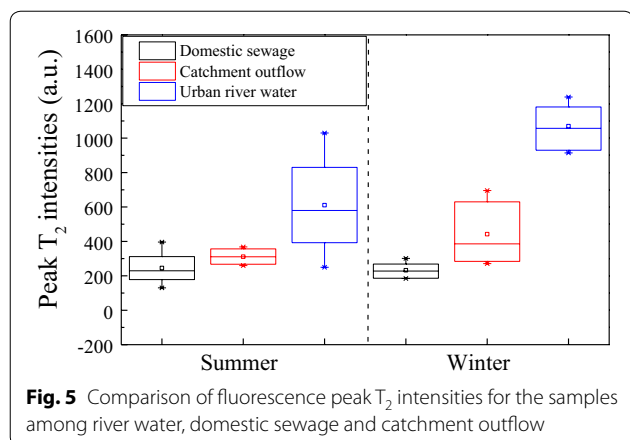 1600
1400
1200
1000
800
600
400
200
0
-200
Peak T₂ intensities (a.u.)
Domestic sewage
Catchment outflow
Urban river water
Summer
Winter
Fig. 5 Comparison of fluorescence peak T₂ intensities for the samples
among river water, domestic sewage and catchment outflow